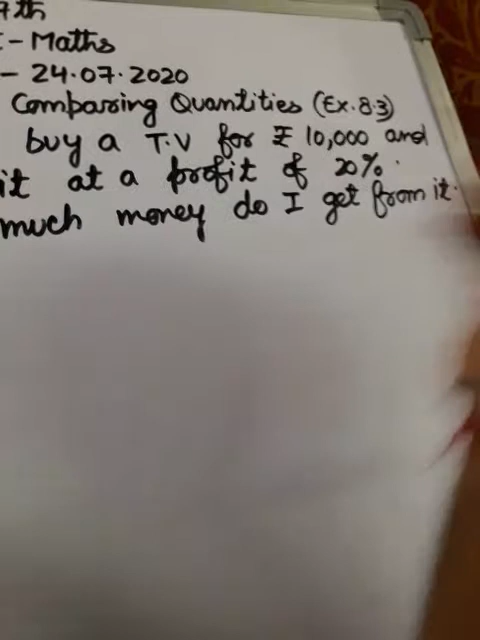 7th
- Maths
- 24.07.2020
Comparing Quantities (Ex. 8.3)
buy a T.V for ₹ 10,000 and
it at a profit of 20%.
much money do I get from it.